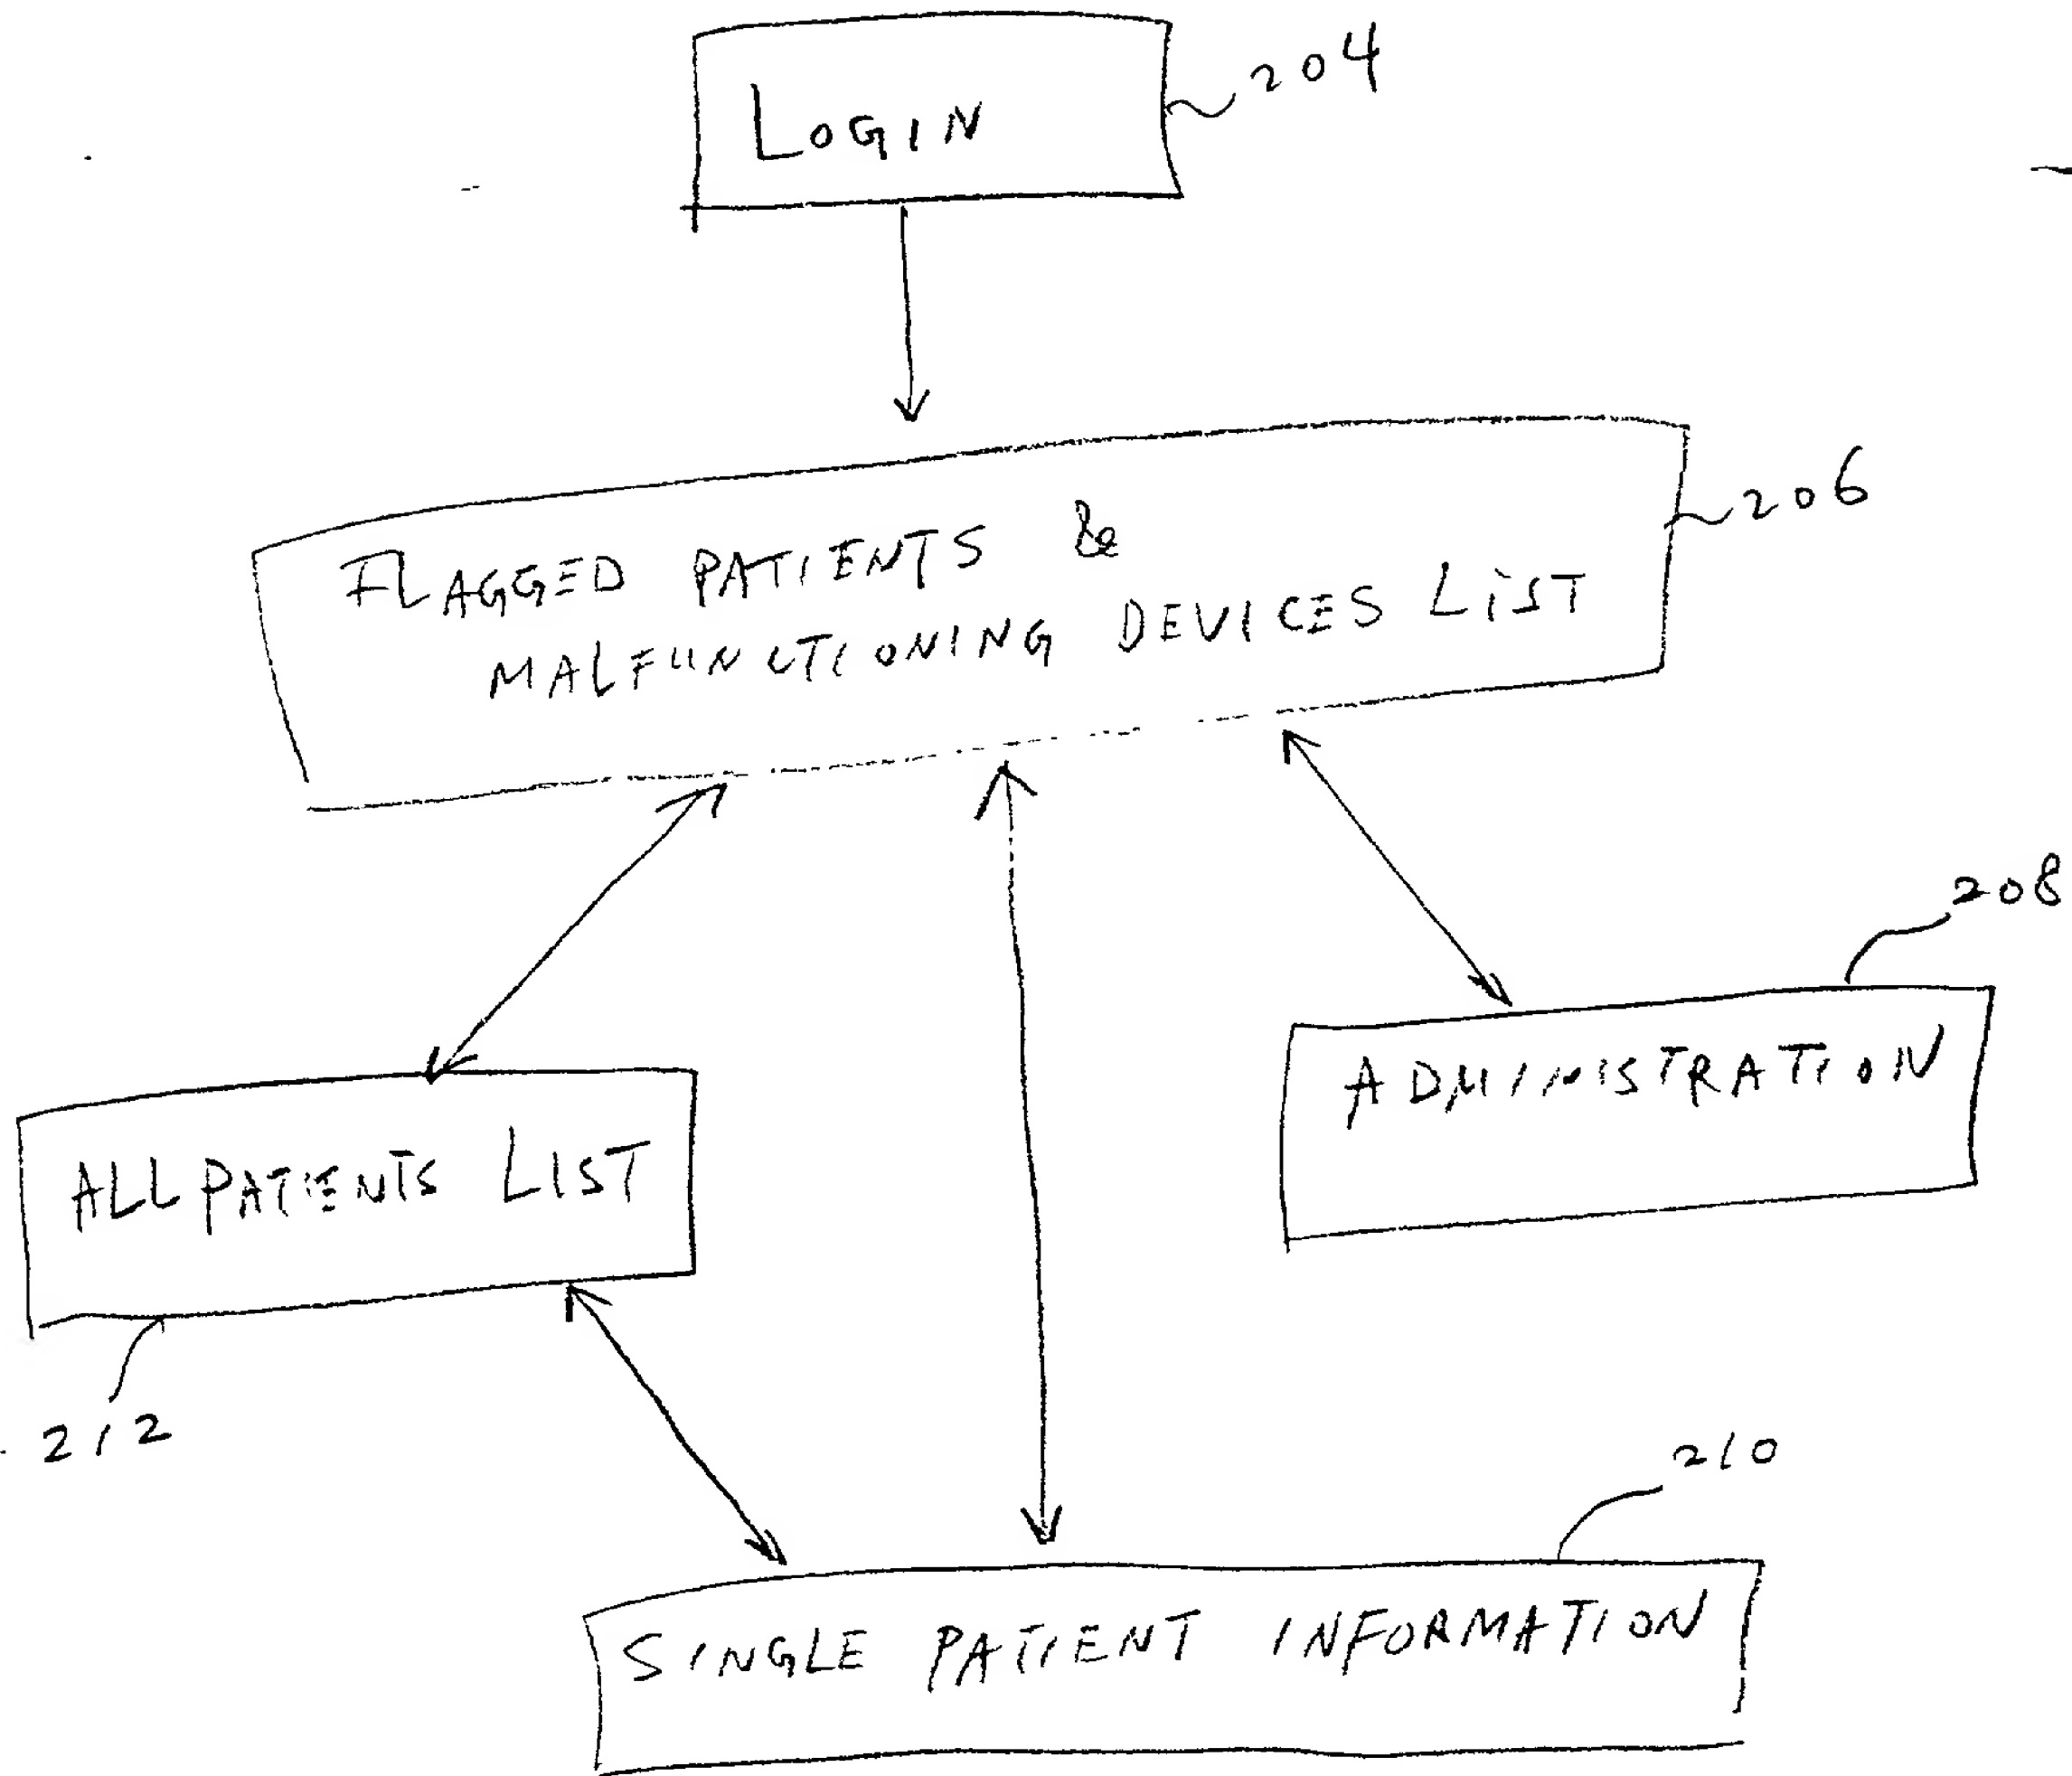 LOGIN
204
FLAGGED PATIENTS &
MALFUNCTIONING DEVICES LIST
206
208
ADMINISTRATION
ALL PATIENTS LIST
212
210
SINGLE PATIENT INFORMATION